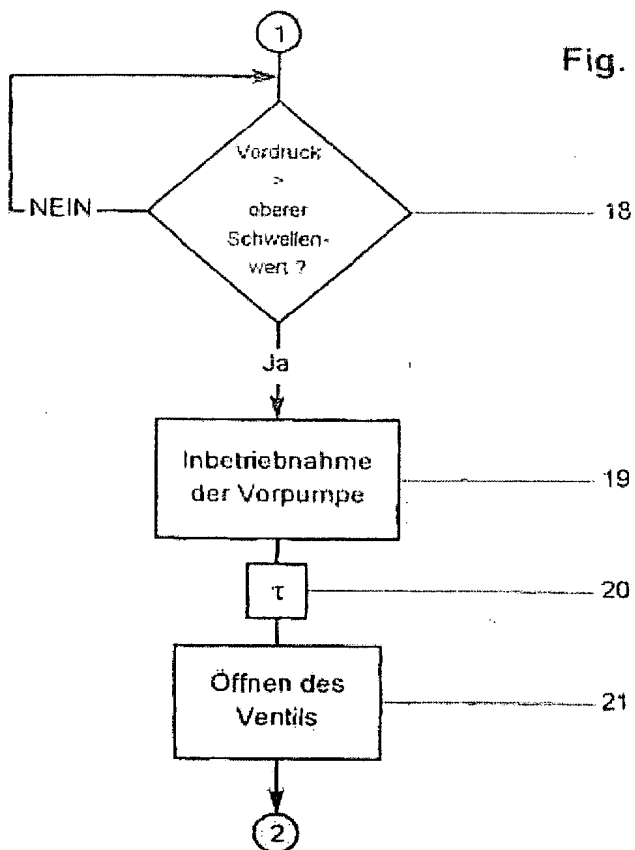 1
Fig.
Vordruck
>
oberer
Schwellen-
wert ?
18
NEIN
Ja
Inbetriebnahme
der Vorpumpe
19
τ
20
Öffnen des
Ventils
21
2